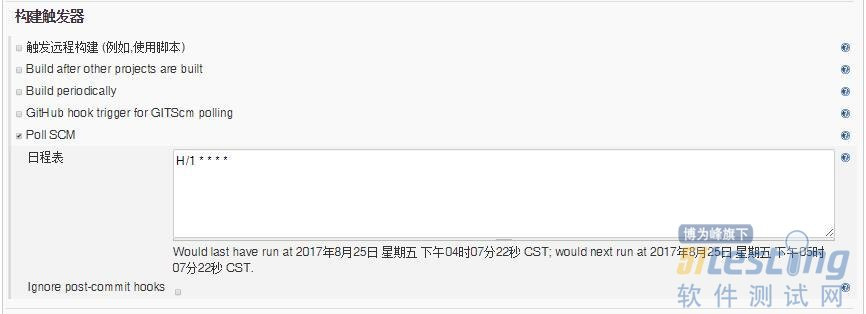 构建触发器
触发远程构建 (例如,使用脚本)
Build after other projects are built
Build periodically
GitHub hook trigger for GITScm polling
Poll SCM
日程表
H/1 * * * *
Would last have run at 2017年8月25日 星期五 下午04时07分22秒 CST; would next run at 2017年8月25日 星期五 下午05时
07分22秒 CST.
Ignore post-commit hooks
博为峰旗下
51testing
软件测试网